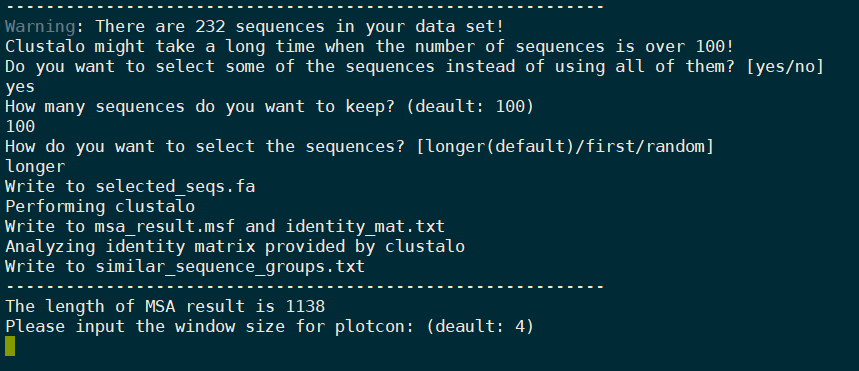 ------------------------------------------------------------
Warning: There are 232 sequences in your data set!
Clustalo might take a long time when the number of sequences is over 100!
Do you want to select some of the sequences instead of using all of them? [yes/no]
yes
How many sequences do you want to keep? (deault: 100)
100
How do you want to select the sequences? [longer(default)/first/random]
longer
Write to selected_seqs.fa
Performing clustalo
Write to msa_result.msf and identity_mat.txt
Analyzing identity matrix provided by clustalo
Write to similar_sequence_groups.txt
------------------------------------------------------------
The length of MSA result is 1138
Please input the window size for plotcon: (deault: 4)